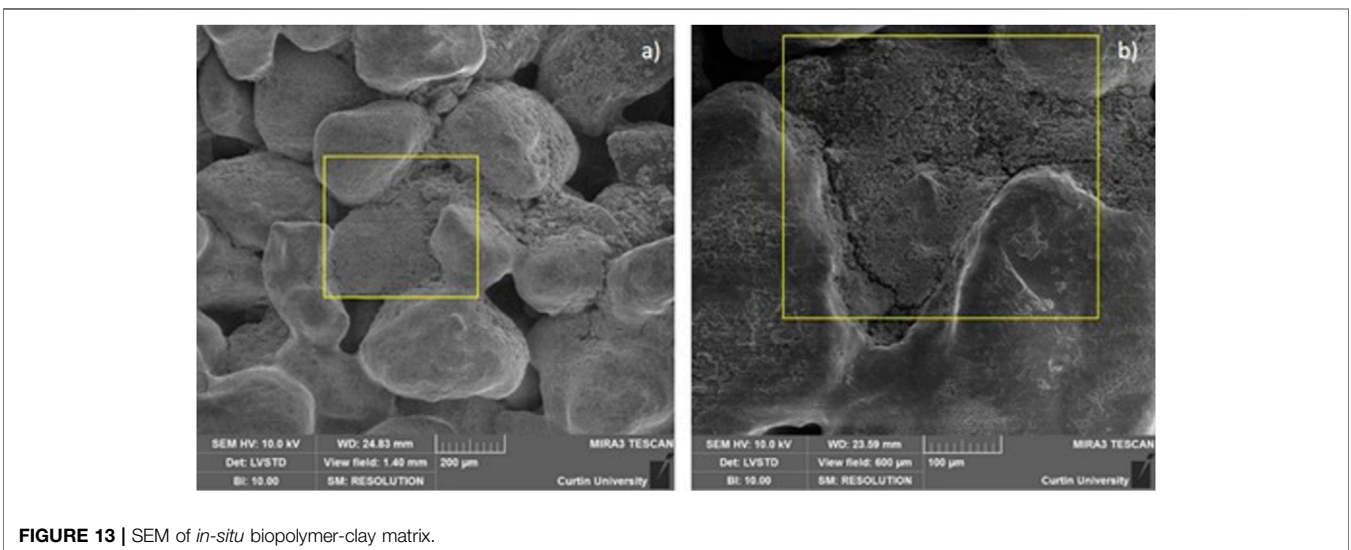 a)
SEM HV: 10.0 kV WD: 24.83 mm MIRA3 TESCAN
Det: LVSTD View field: 1.40 mm 200 µm
BI: 10.00 SM: RESOLUTION Curtin University
b)
SEM HV: 10.0 kV WD: 23.59 mm MIRA3 TESCAN
Det: LVSTD View field: 600 µm 100 µm
BI: 10.00 SM: RESOLUTION Curtin University
FIGURE 13 | SEM of in-situ biopolymer-clay matrix.